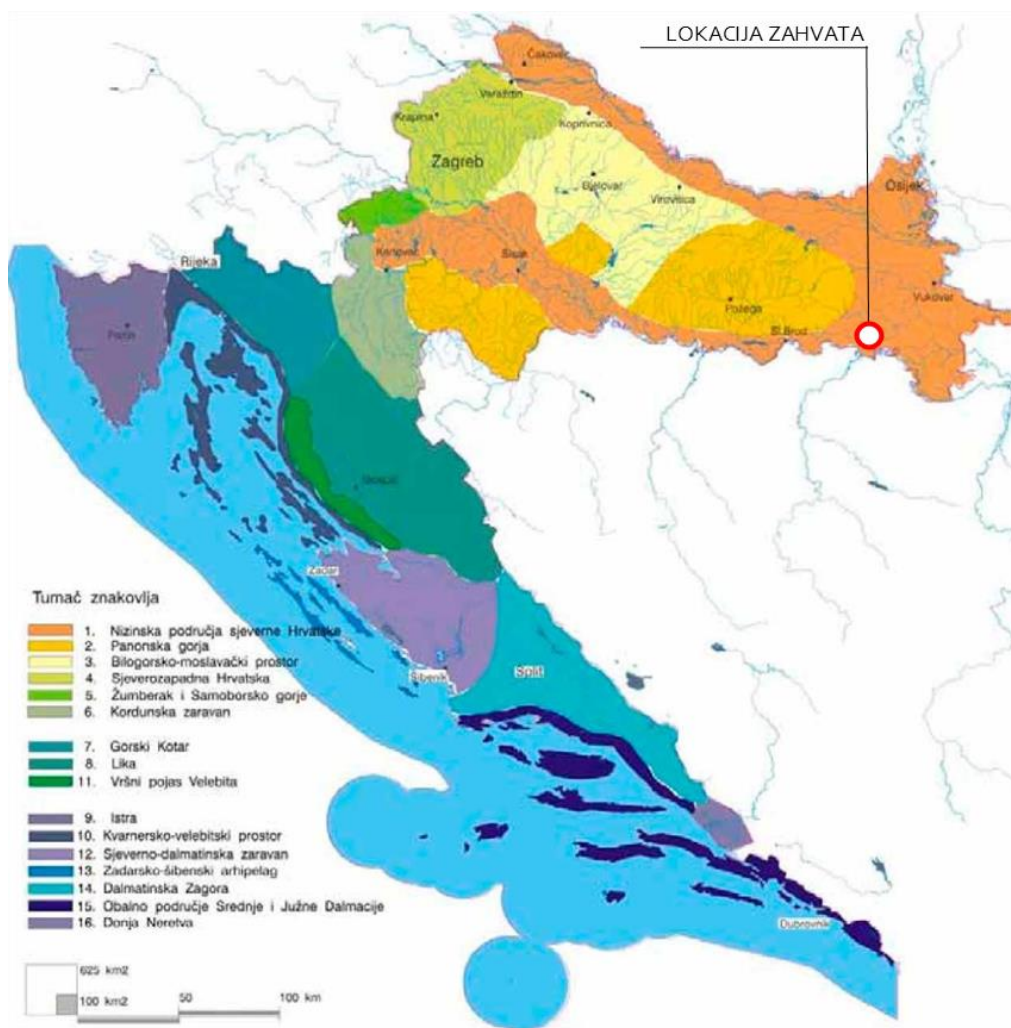 LOKACIJA ZAHVATA
Čakovec
Varaždin
Krapina
Koprivnica
Zagreb
Bjelovar
Virovitica
Osijek
Karlovac
Sisak
Rijeka
Požega
Vukovar
Sl.Brod
Pazin
Gospić
Zadar
Šibenik
Split
Dubrovnik
Tumač znakovlja
1. Nizinska područja sjeverne Hrvatske
2. Panonska gorja
3. Bilogorsko-moslavački prostor
4. Sjeverozapadna Hrvatska
5. Žumberak i Samoborsko gorje
6. Kordunska zaravan
7. Gorski Kotar
8. Lika
11. Vršni pojas Velebita
9. Istra
10. Kvarnersko-velebitski prostor
12. Sjeverno-dalmatinska zaravan
13. Zadarsko-šibenski arhipelag
14. Dalmatinska Zagora
15. Obalno područje Srednje i Južne Dalmacije
16. Donja Neretva
625 km2
100 km2
50
100 km